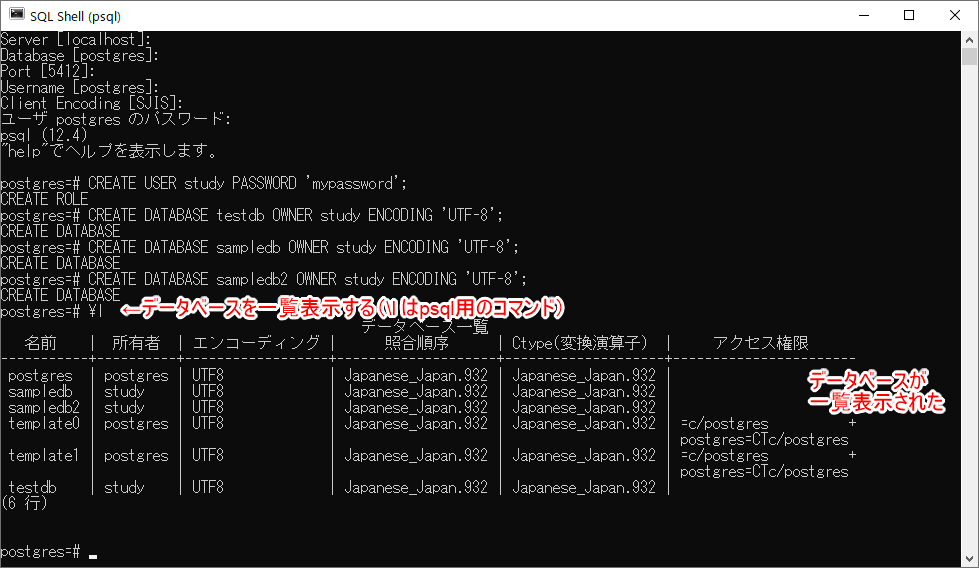 SQL Shell (psql)
Server [localhost]:
Database [postgres]:
Port [5412]:
Username [postgres]:
Client Encoding [SJIS]:
ユーザ postgres のパスワード:
psql (12.4)
"help"でヘルプを表示します。
postgres=# CREATE USER study PASSWORD 'mypassword';
CREATE ROLE
postgres=# CREATE DATABASE testdb OWNER study ENCODING 'UTF-8';
CREATE DATABASE
postgres=# CREATE DATABASE sampledb OWNER study ENCODING 'UTF-8';
CREATE DATABASE
postgres=# CREATE DATABASE sampledb2 OWNER study ENCODING 'UTF-8';
CREATE DATABASE
postgres=# ¥l ←データベースを一覧表示する(\l はpsql用のコマンド)
データベース一覧
名前 | 所有者 | エンコーディング | 照合順序 | Ctype(変換演算子) | アクセス権限
-----------+----------+------------------+--------------------+--------------------+-----------------------
postgres | postgres | UTF8 | Japanese_Japan.932 | Japanese_Japan.932 |
sampledb | study | UTF8 | Japanese_Japan.932 | Japanese_Japan.932 |
sampledb2 | study | UTF8 | Japanese_Japan.932 | Japanese_Japan.932 |
データベースが
一覧表示された
template0 | postgres | UTF8 | Japanese_Japan.932 | Japanese_Japan.932 | =c/postgres +
postgres=CTc/postgres
template1 | postgres | UTF8 | Japanese_Japan.932 | Japanese_Japan.932 | =c/postgres +
postgres=CTc/postgres
testdb | study | UTF8 | Japanese_Japan.932 | Japanese_Japan.932 |
(6 行)
postgres=#